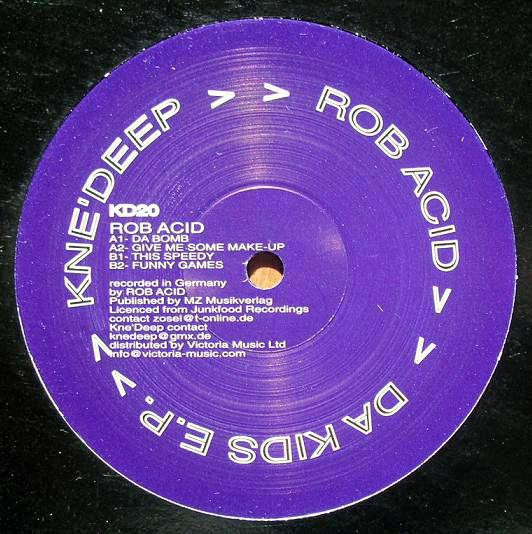 KNE'DEEP > > ROB ACID > > DA KIDS E.P. > >
KD20
ROB ACID
A1- DA BOMB
A2- GIVE ME SOME MAKE-UP
B1- THIS SPEEDY
B2- FUNNY GAMES
recorded in Germany
by ROB ACID
Published by MZ Musikverlag
Licenced from Junkfood Recordings
contact zosel@t-online.de
Kne'Deep contact
knedeep@gmx.de
distributed by Victoria Music Ltd
info@victoria-music.com